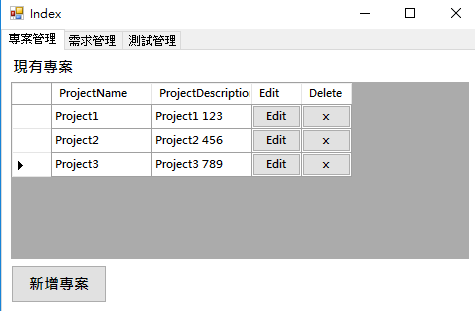 Index
專案管理 需求管理 測試管理
現有專案
ProjectName ProjectDescription Edit Delete
Project1 Project1 123 Edit x
Project2 Project2 456 Edit x
Project3 Project3 789 Edit x
新增專案